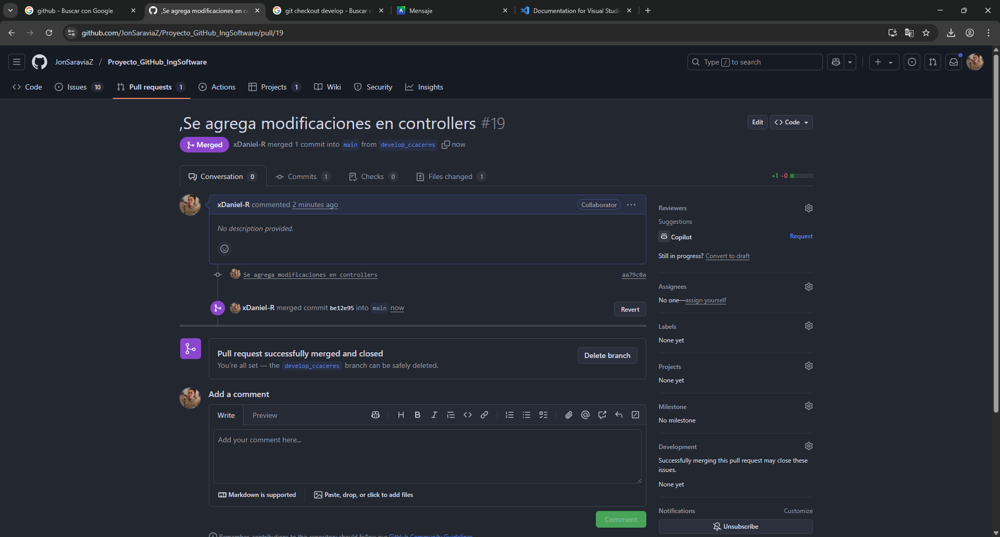 github - Buscar con Google
,Se agrega modificaciones en c
git checkout develop - Buscar c
Mensaje
Documentation for Visual Studi
github.com/JonSaraviaZ/Proyecto_GitHub_IngSoftware/pull/19
JonSaraviaZ / Proyecto_GitHub_IngSoftware
Type / to search
Code
Issues 10
Pull requests 1
Actions
Projects 1
Wiki
Security
Insights
,Se agrega modificaciones en controllers #19
Edit
Code
Merged
xDaniel-R merged 1 commit into main from develop_ccaceres now
Conversation 0
Commits 1
Checks 0
Files changed 1
+1 −0
xDaniel-R commented 2 minutes ago
Collaborator
No description provided.
Se agrega modificaciones en controllers
aa79c0a
xDaniel-R merged commit be12e95 into main now
Revert
Pull request successfully merged and closed
You're all set — the develop_ccaceres branch can be safely deleted.
Delete branch
Add a comment
Write
Preview
Add your comment here...
Markdown is supported
Paste, drop, or click to add files
Comment
Remember, contributions to this repository should follow our GitHub Community Guidelines.
Reviewers
Suggestions
Copilot
Request
Still in progress? Convert to draft
Assignees
No one—assign yourself
Labels
None yet
Projects
None yet
Milestone
No milestone
Development
Successfully merging this pull request may close these
issues.
None yet
Notifications
Customize
Unsubscribe